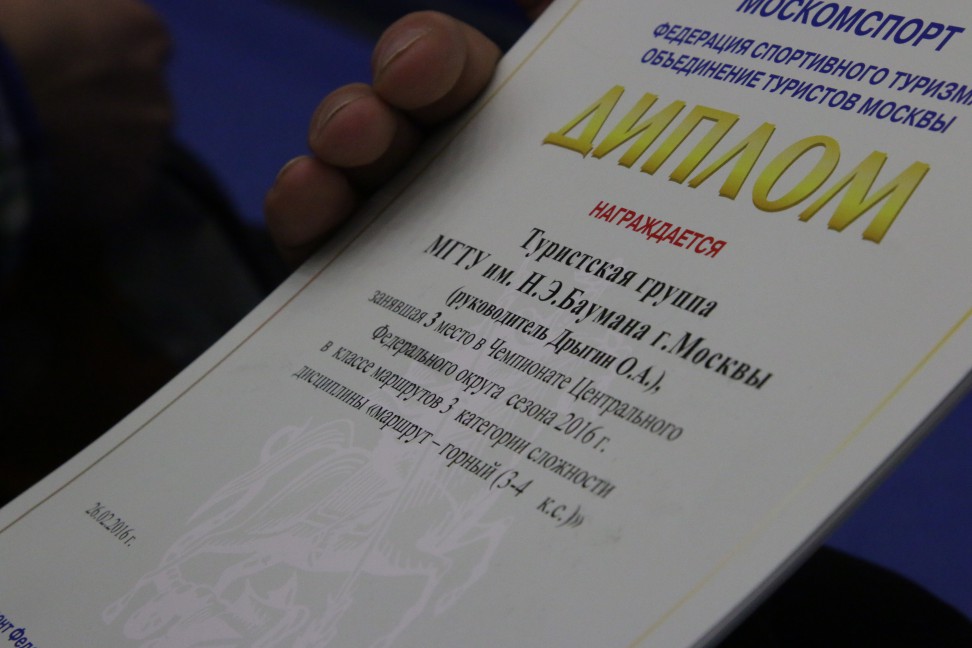 МОСКОМСПОРТ
ФЕДЕРАЦИЯ СПОРТИВНОГО ТУРИЗМА
ОБЪЕДИНЕНИЕ ТУРИСТОВ МОСКВЫ
ДИПЛОМ
НАГРАЖДАЕТСЯ
Туристская группа
МГТУ им. Н.Э.Баумана г.Москвы
(руководитель Дрыгин О.А.),
занявшая 3 место в Чемпионате Центрального
Федерального округа сезона 2016 г.
в классе маршрутов 3 категории сложности
дисциплины «маршрут – горный (3-4 к.с.)»
26.02.2016 г.